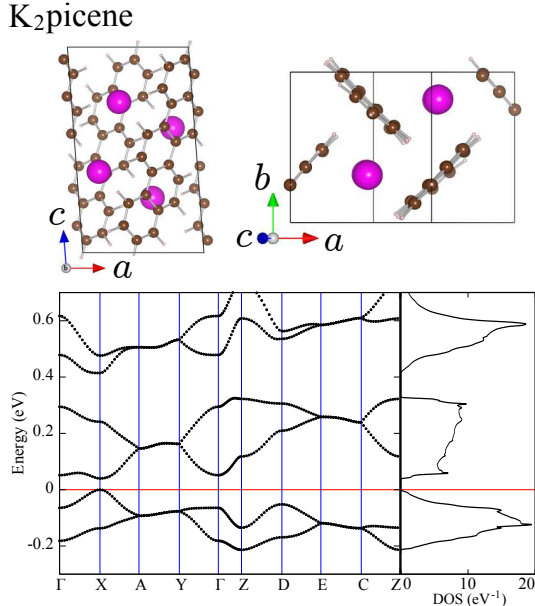 K₂picene
c
b
a
b
c
a
Energy (eV)
0.6
0.4
0.2
0
-0.2
Γ X A Y Γ Z D E C Z
0 10 20
DOS (eV⁻¹)